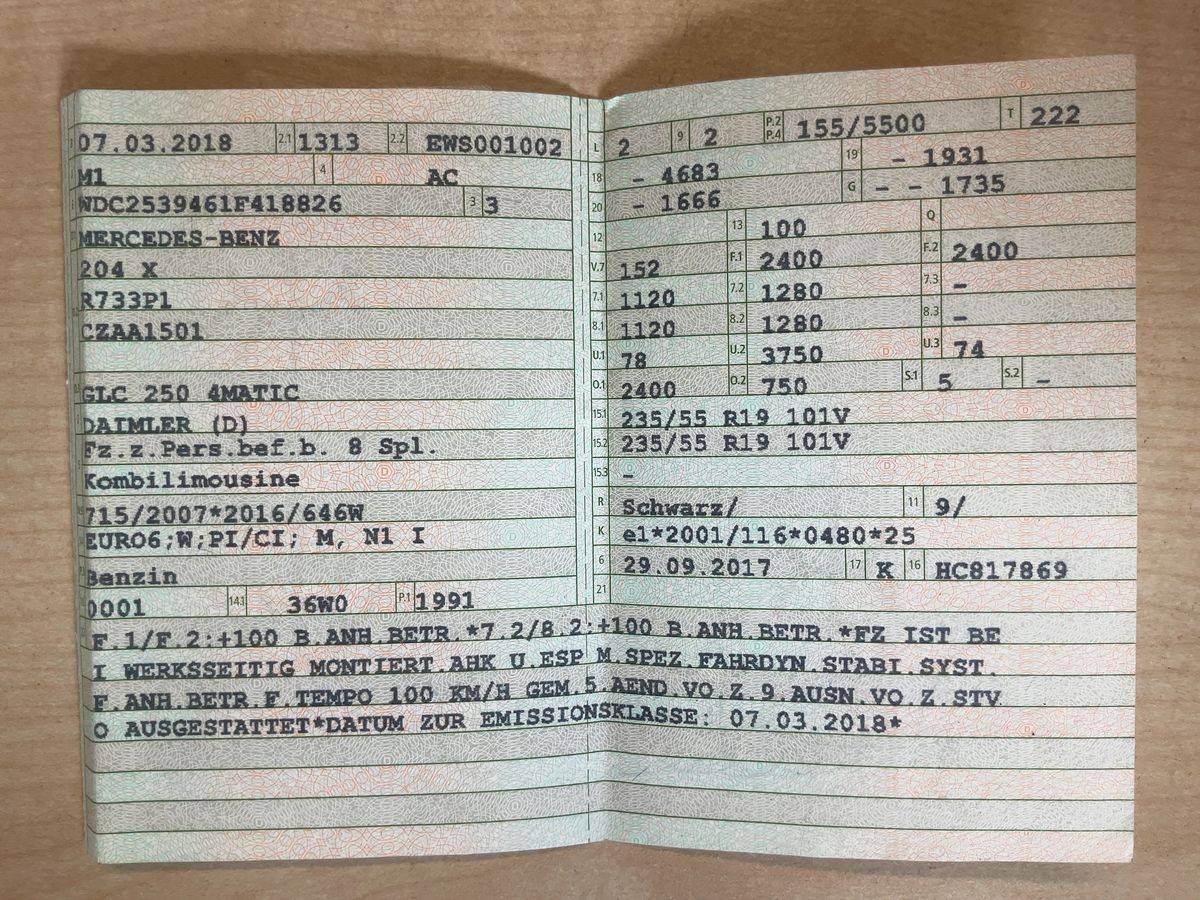 07.03.2018 2.1 1313 2.2 EWS001002
M1 4 AC
WDC2539461F418826 3 3
MERCEDES-BENZ
204 X
R733P1
CZAA1501
GLC 250 4MATIC
DAIMLER (D)
Fz.z.Pers.bef.b. 8 Spl.
Kombilimousine
715/2007*2016/646W
EURO6;W;PI/CI; M, N1 I
Benzin
0001 14.1 36W0 P.1 1991
L 2 9 2 P.2 P.4 155/5500 T 222
18 - 4683 19 - 1931
20 - 1666 G - - 1735
12 13 100 Q
V.7 152 F.1 2400 F.2 2400
7.1 1120 7.2 1280 7.3 -
8.1 1120 8.2 1280 8.3 -
U.1 78 U.2 3750 U.3 74
O.1 2400 O.2 750 S.1 5 S.2 -
15.1 235/55 R19 101V
15.2 235/55 R19 101V
15.3 -
R Schwarz/ 11 9/
K e1*2001/116*0480*25
6 29.09.2017 17 K 16 HC817869
21
F.1/F.2:+100 B.ANH.BETR.*7.2/8.2:+100 B.ANH.BETR.*FZ IST BE
I WERKSSEITIG MONTIERT.AHK U.ESP M.SPEZ.FAHRDYN.STABI.SYST.
F.ANH.BETR.F.TEMPO 100 KM/H GEM.5.AEND.VO.Z.9.AUSN.VO.Z.STV
O AUSGESTATTET*DATUM ZUR EMISSIONSKLASSE: 07.03.2018*